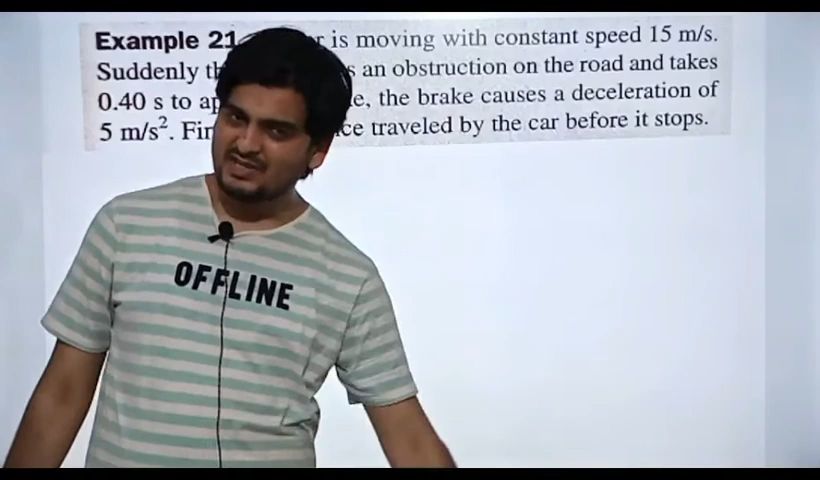 Example 21 r is moving with constant speed 15 m/s.
Suddenly th s an obstruction on the road and takes
0.40 s to ap e, the brake causes a deceleration of
5 m/s². Fin ce traveled by the car before it stops.
OFFLINE